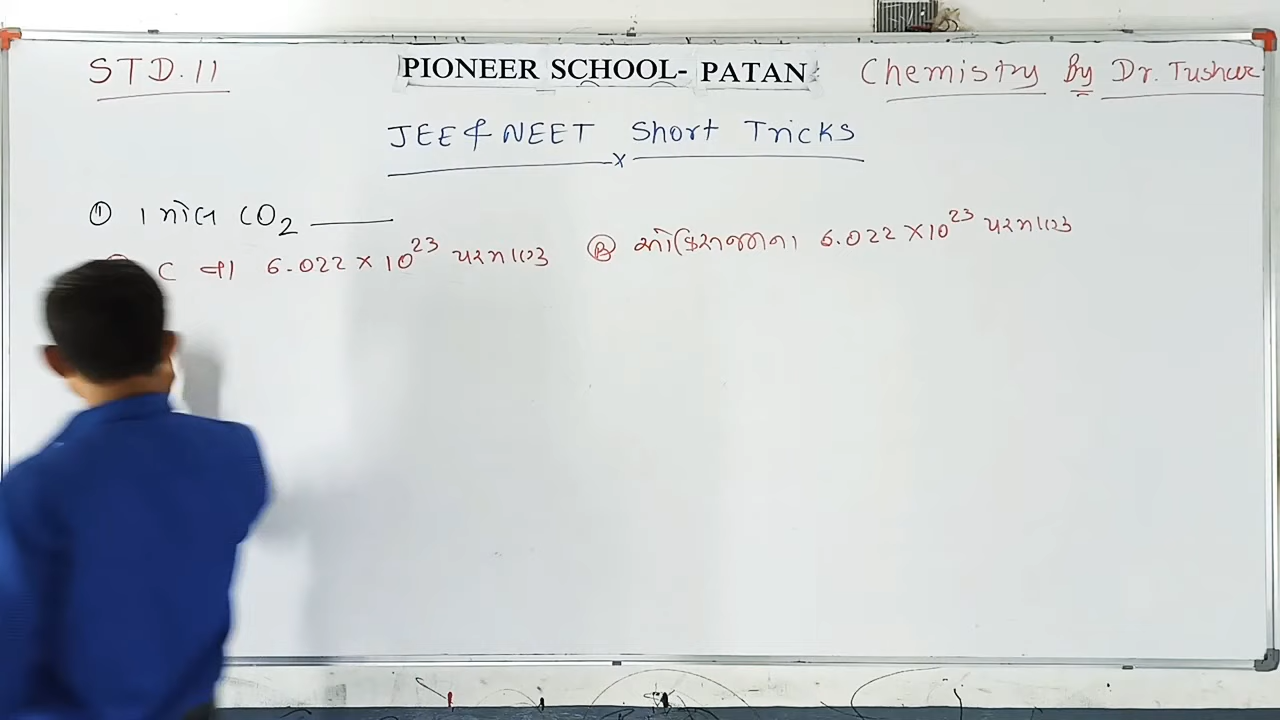 STD.11 PIONEER SCHOOL- PATAN Chemistry By Dr. Tushar
JEE & NEET Short Tricks
① 1 મોલ CO₂ ———
C ના 6.022 × 10²³ પરમાણુ Ⓑ ઓક્સિજનના 6.022 × 10²³ પરમાણુ